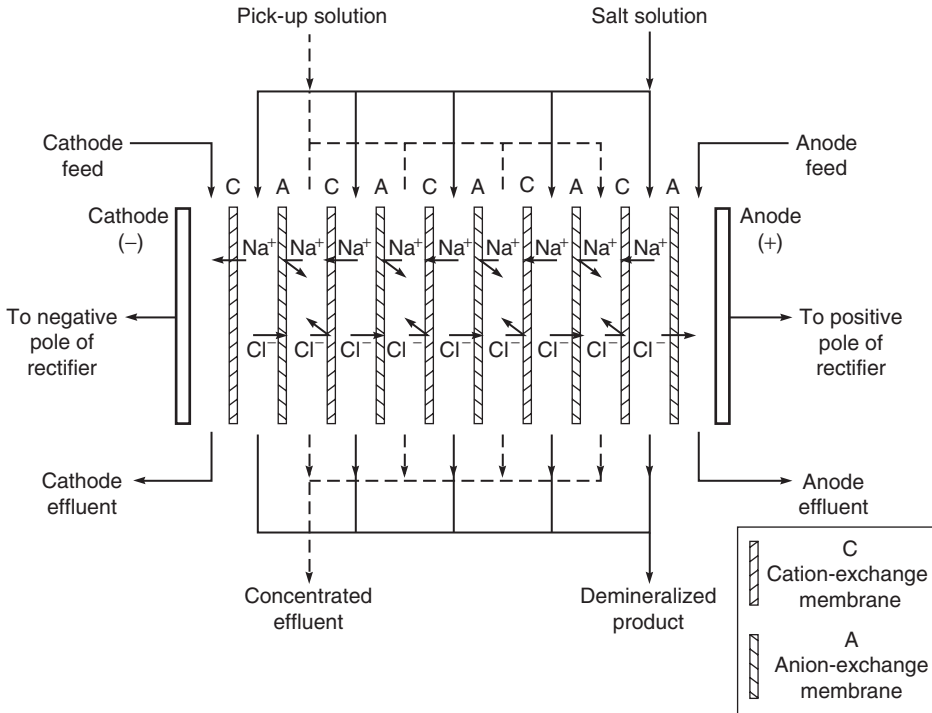 Pick-up solution
Salt solution
Cathode
feed
Anode
feed
C A C A C A C A C A
Cathode
(−)
Anode
(+)
Na+ Na+ Na+ Na+ Na+ Na+ Na+ Na+ Na+
To negative
pole of
rectifier
To positive
pole of
rectifier
Cl− Cl− Cl− Cl− Cl− Cl− Cl− Cl− Cl−
Cathode
effluent
Anode
effluent
Concentrated
effluent
Demineralized
product
C
Cation-exchange
membrane
A
Anion-exchange
membrane